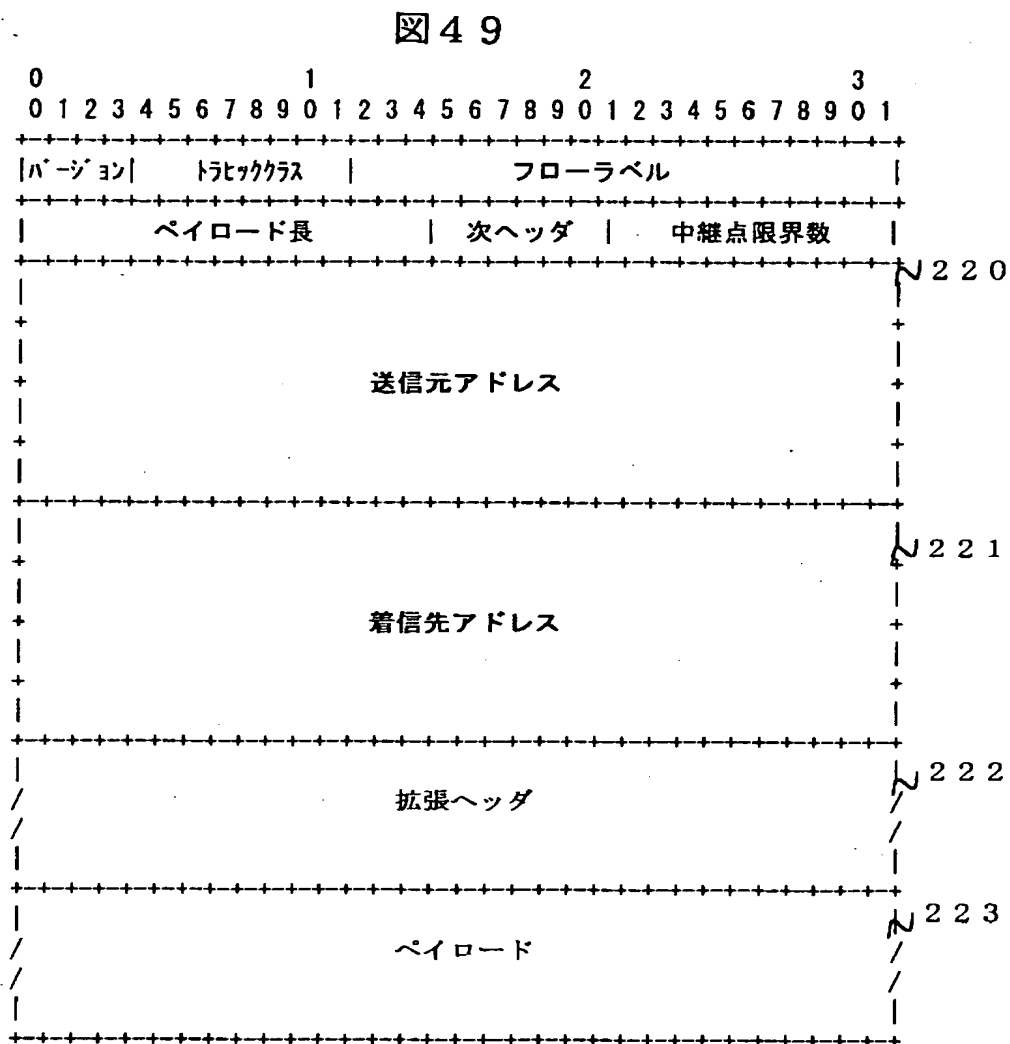 図49
0 1 2 3
0 1 2 3 4 5 6 7 8 9 0 1 2 3 4 5 6 7 8 9 0 1 2 3 4 5 6 7 8 9 0 1
バージョン トラヒッククラス フローラベル
ペイロード長 次ヘッダ 中継点限界数
220
送信元アドレス
221
着信先アドレス
222
拡張ヘッダ
223
ペイロード